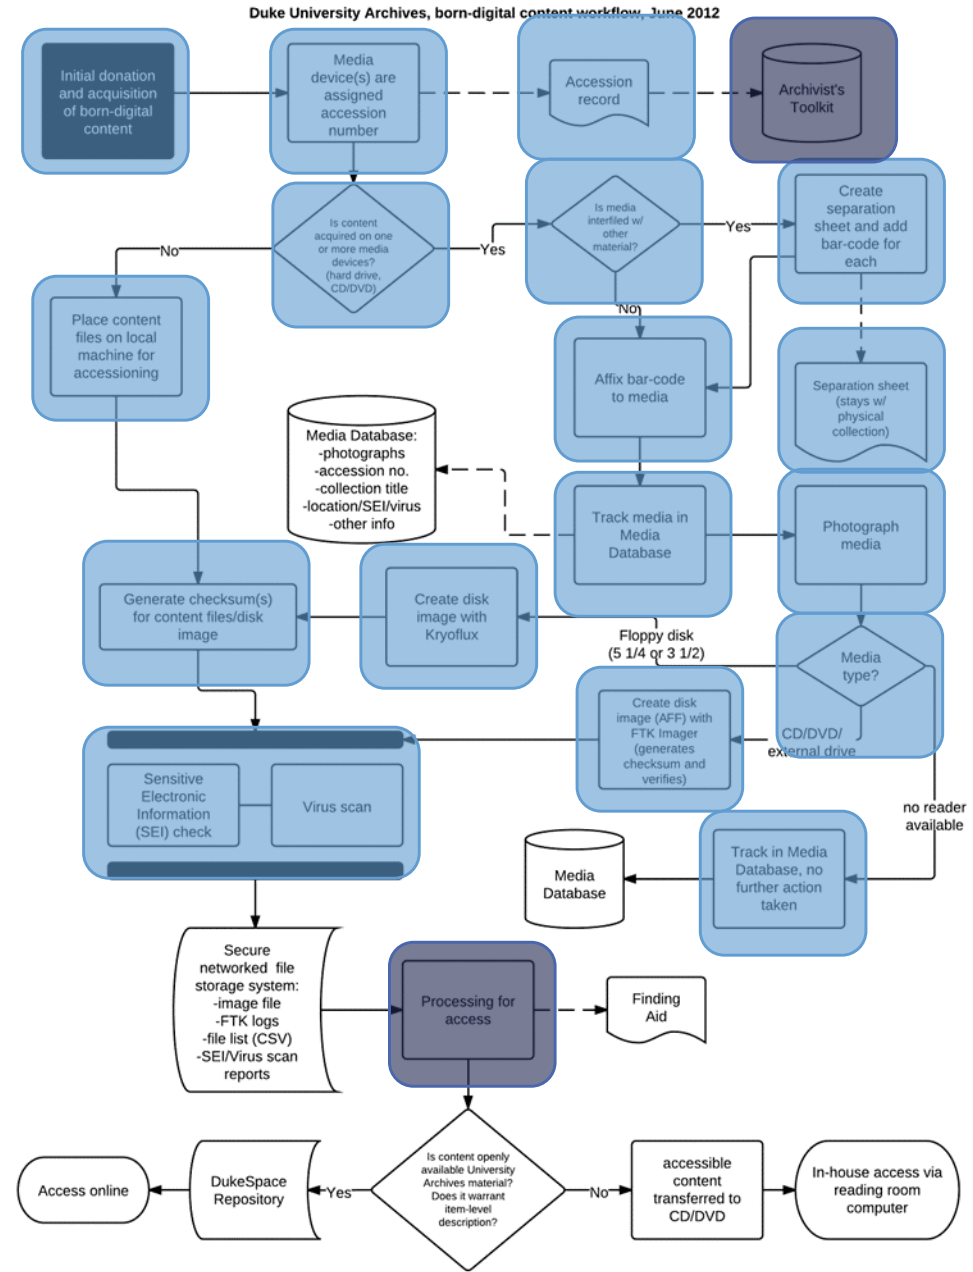 Duke University Archives, born-digital content workflow, June 2012
Initial donation
and acquisition
of born-digital
content
Media
device(s) are
assigned
accession
number
Accession
record
Archivist's
Toolkit
Is content
acquired on one
or more media
devices?
(hard drive,
CD/DVD)
No
Yes
Is media
interfiled w/
other
material?
Yes
No
Create
separation
sheet and add
bar-code for
each
Place content
files on local
machine for
accessioning
Affix bar-code
to media
Separation sheet
(stays w/
physical
collection)
Media Database:
-photographs
-accession no.
-collection title
-location/SEI/virus
-other info
Track media in
Media
Database
Photograph
media
Generate checksum(s)
for content files/disk
image
Create disk
image with
Kryoflux
Floppy disk
(5 1/4 or 3 1/2)
Media
type?
Create disk
image (AFF) with
FTK Imager
(generates
checksum and
verifies)
CD/DVD/
external drive
Sensitive
Electronic
Information
(SEI) check
Virus scan
no reader
available
Media
Database
Track in Media
Database, no
further action
taken
Secure
networked file
storage system:
-image file
-FTK logs
-file list (CSV)
-SEI/Virus scan
reports
Processing for
access
Finding
Aid
Is content openly
available University
Archives material?
Does it warrant
item-level
description?
Access online
DukeSpace
Repository
Yes
No
accessible
content
transferred to
CD/DVD
In-house access via
reading room
computer